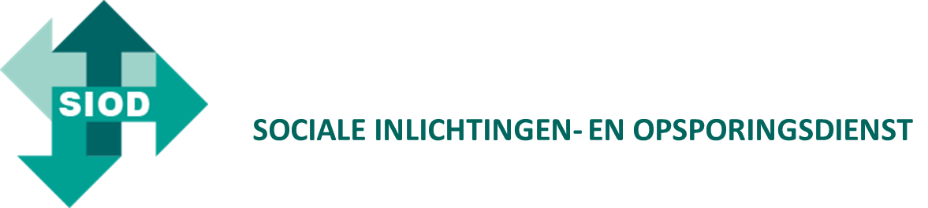 SIOD
SOCIALE INLICHTINGEN- EN OPSPORINGSDIENST